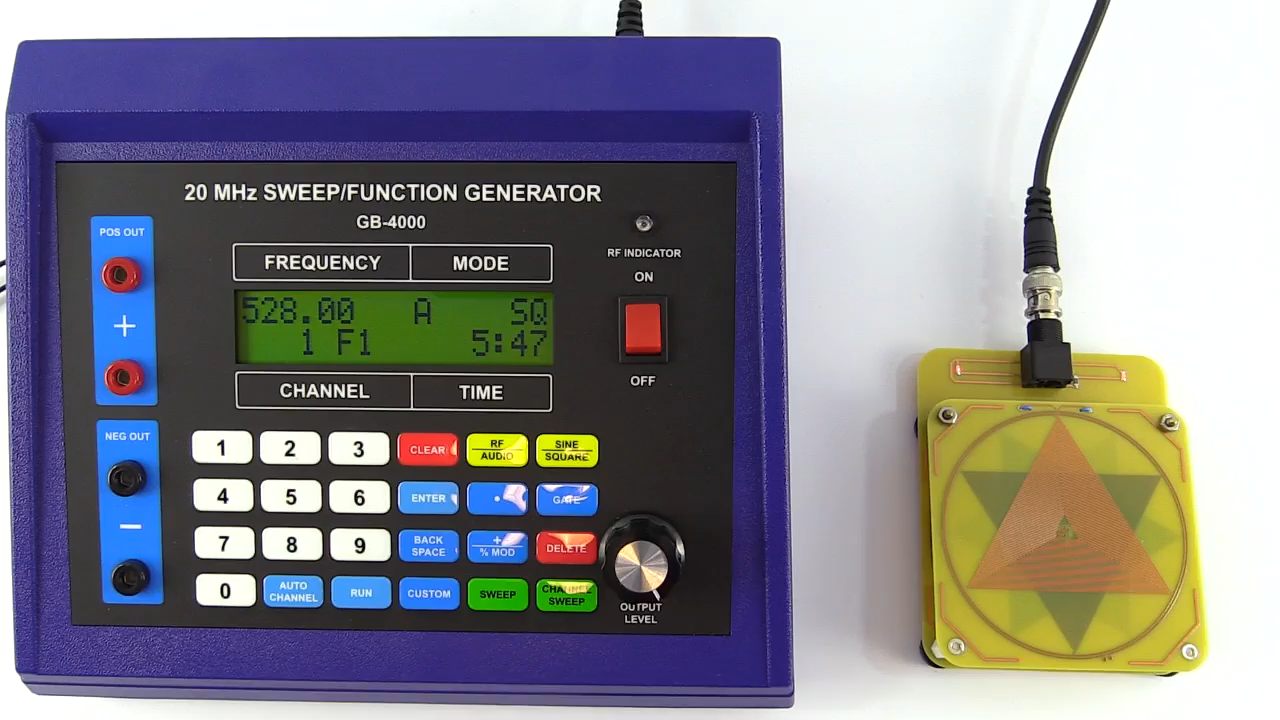 20 MHz SWEEP/FUNCTION GENERATOR
GB-4000
POS OUT
+
NEG OUT
−
FREQUENCY MODE
528.00 A SQ
1 F1 5:47
CHANNEL TIME
RF INDICATOR
ON
OFF
1 2 3 CLEAR RF AUDIO SINE SQUARE
4 5 6 ENTER . GATE
7 8 9 BACK SPACE + % MOD DELETE
0 AUTO CHANNEL RUN CUSTOM SWEEP CHANNEL SWEEP
OUTPUT
LEVEL